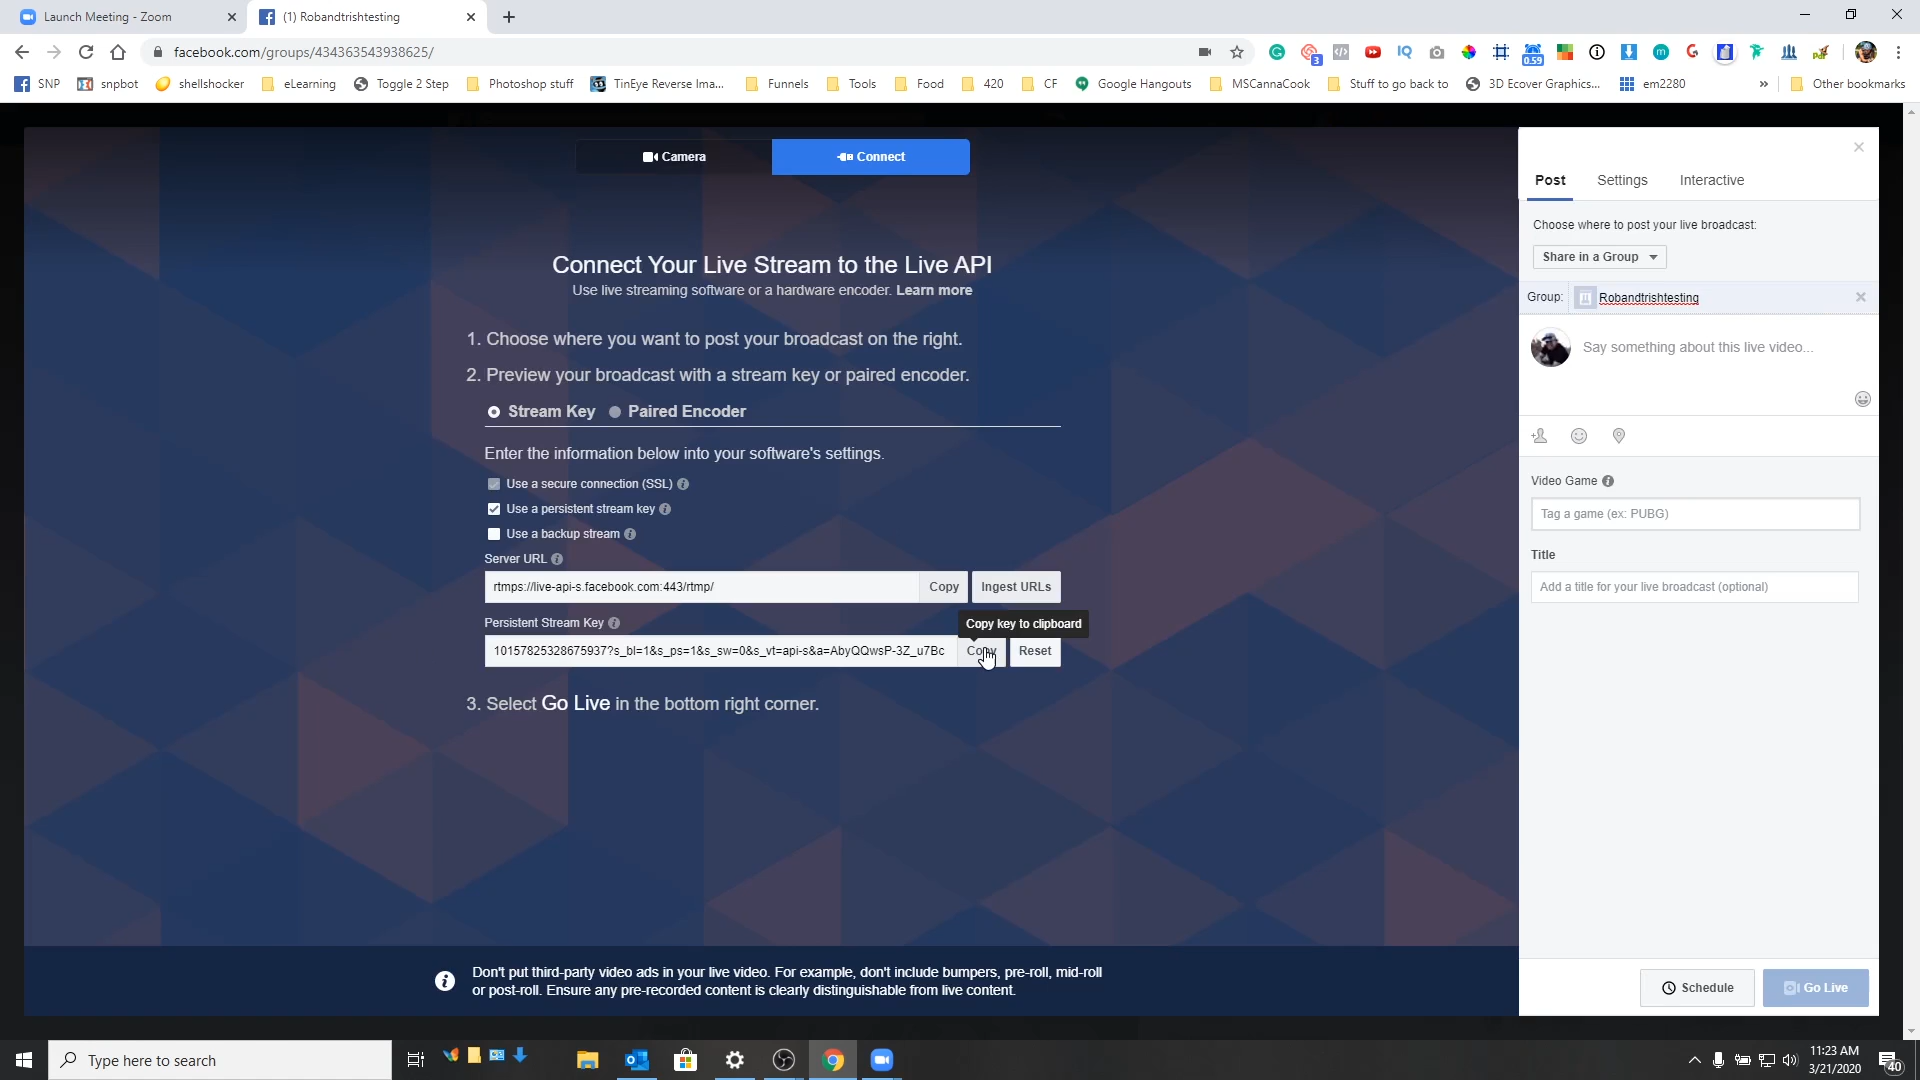 Launch Meeting - Zoom
(1) Robandtrishtesting
facebook.com/groups/434363543938625/
3
0.59
SNP
snpbot
shellshocker
eLearning
Toggle 2 Step
Photoshop stuff
TinEye Reverse Ima...
Funnels
Tools
Food
420
CF
Google Hangouts
MSCannaCook
Stuff to go back to
3D Ecover Graphics...
em2280
»
Other bookmarks
Camera
Connect
Connect Your Live Stream to the Live API
Use live streaming software or a hardware encoder. Learn more
1. Choose where you want to post your broadcast on the right.
2. Preview your broadcast with a stream key or paired encoder.
Stream Key
Paired Encoder
Enter the information below into your software's settings.
Use a secure connection (SSL)
Use a persistent stream key
Use a backup stream
Server URL
rtmps://live-api-s.facebook.com:443/rtmp/
Copy
Ingest URLs
Persistent Stream Key
Copy key to clipboard
10157825328675937?s_bl=1&s_ps=1&s_sw=0&s_vt=api-s&a=AbyQQwsP-3Z_u7Bc
Copy
Reset
3. Select Go Live in the bottom right corner.
Don't put third-party video ads in your live video. For example, don't include bumpers, pre-roll, mid-roll
or post-roll. Ensure any pre-recorded content is clearly distinguishable from live content.
Post
Settings
Interactive
Choose where to post your live broadcast:
Share in a Group
Group:
Robandtrishtesting
Say something about this live video...
Video Game
Tag a game (ex: PUBG)
Title
Add a title for your live broadcast (optional)
Schedule
Go Live
Type here to search
11:23 AM
3/21/2020
40